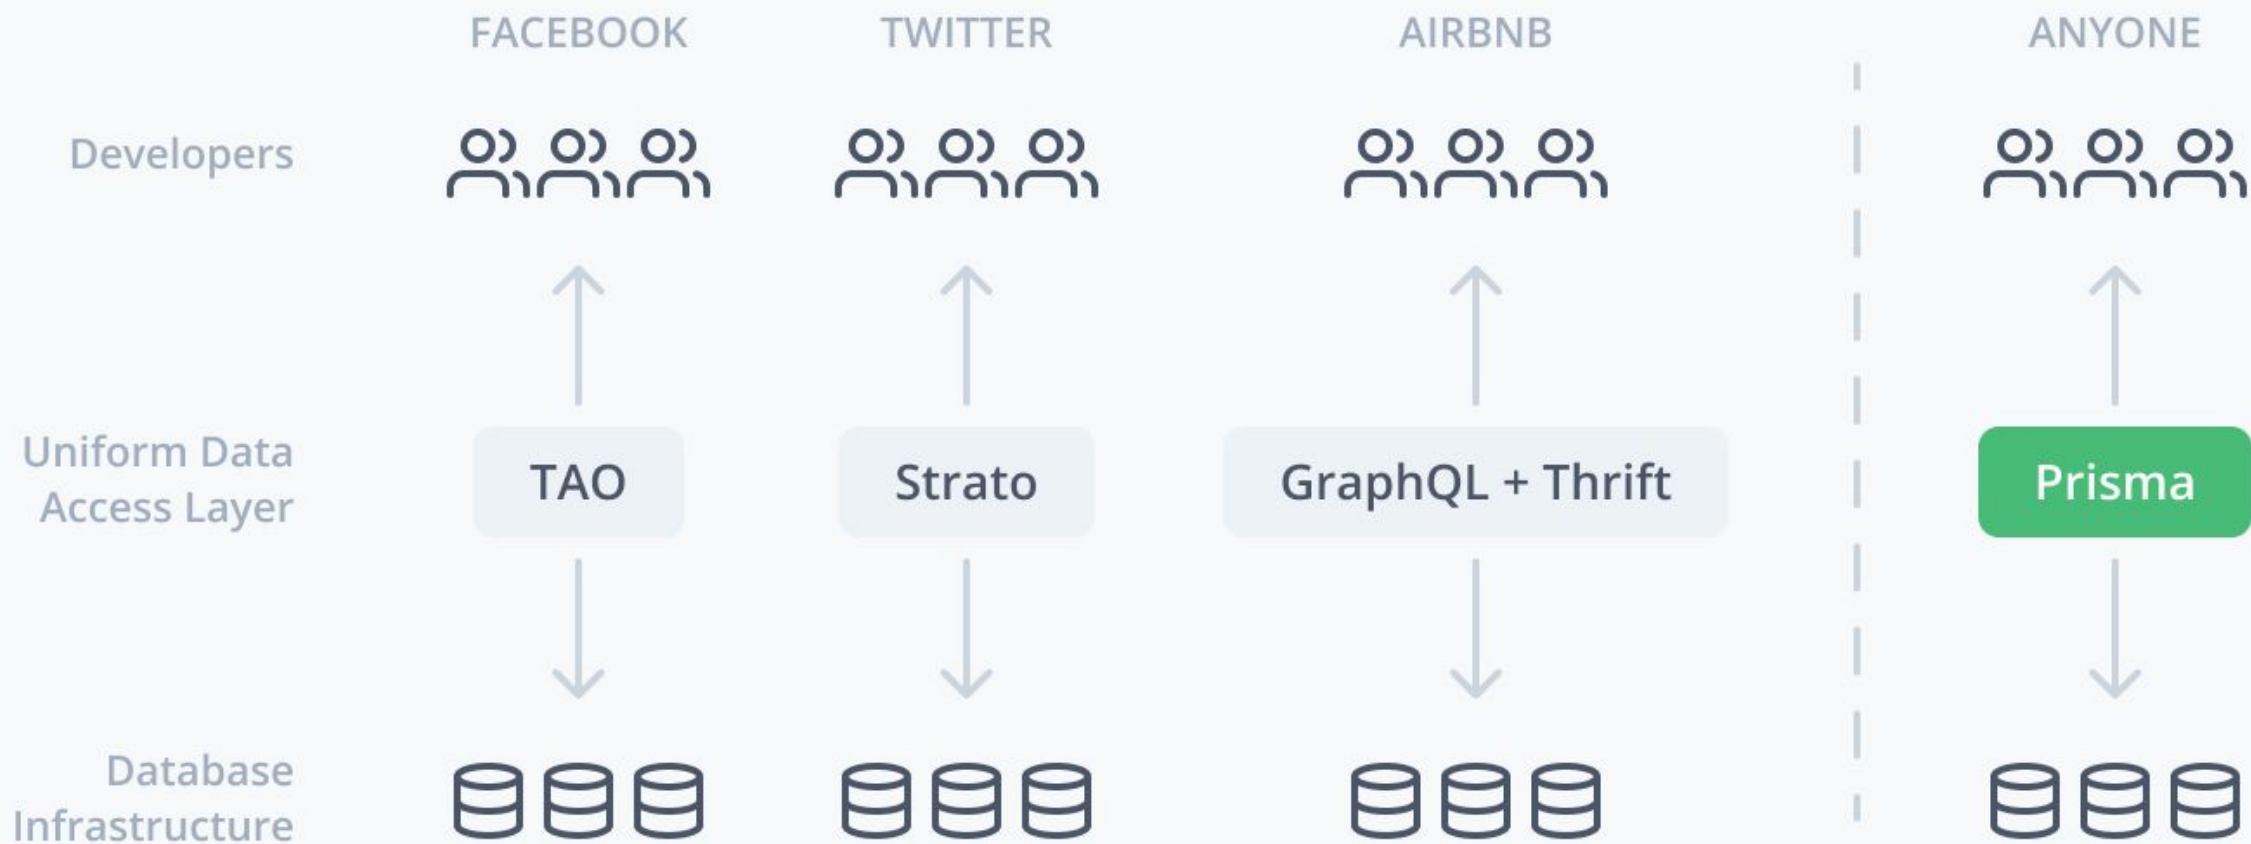 FACEBOOK TWITTER AIRBNB ANYONE
Developers
Uniform Data
Access Layer
TAO Strato GraphQL + Thrift Prisma
Database
Infrastructure